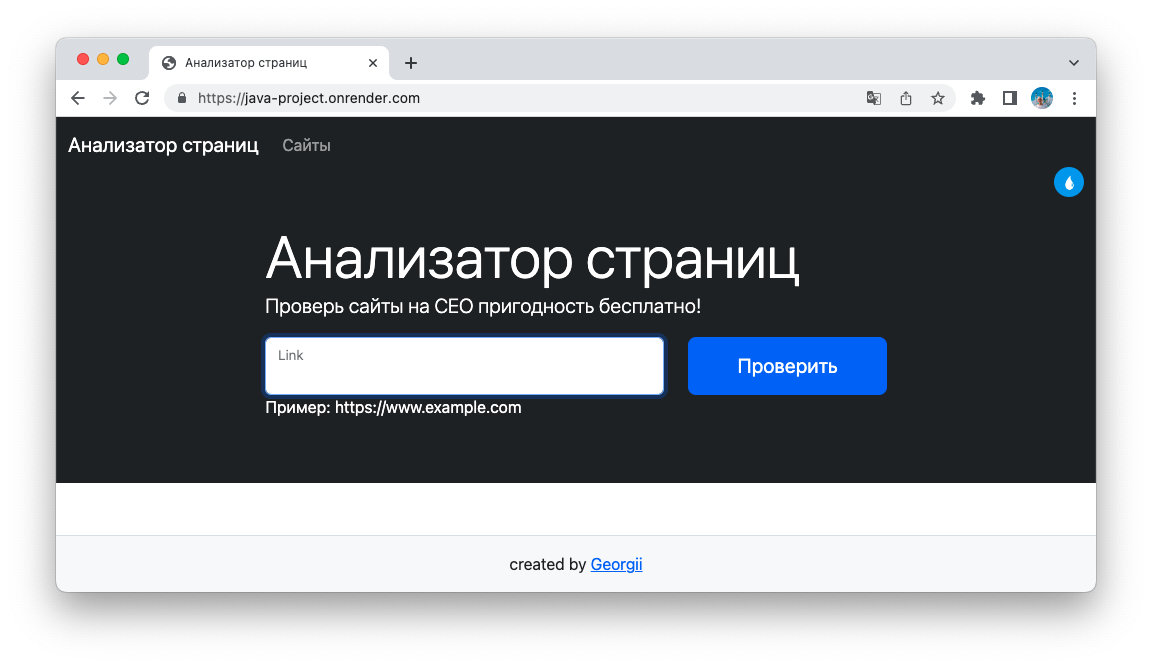 Анализатор страниц
https://java-project.onrender.com
Анализатор страниц Сайты
Анализатор страниц
Проверь сайты на СЕО пригодность бесплатно!
Link
Проверить
Пример: https://www.example.com
created by Georgii